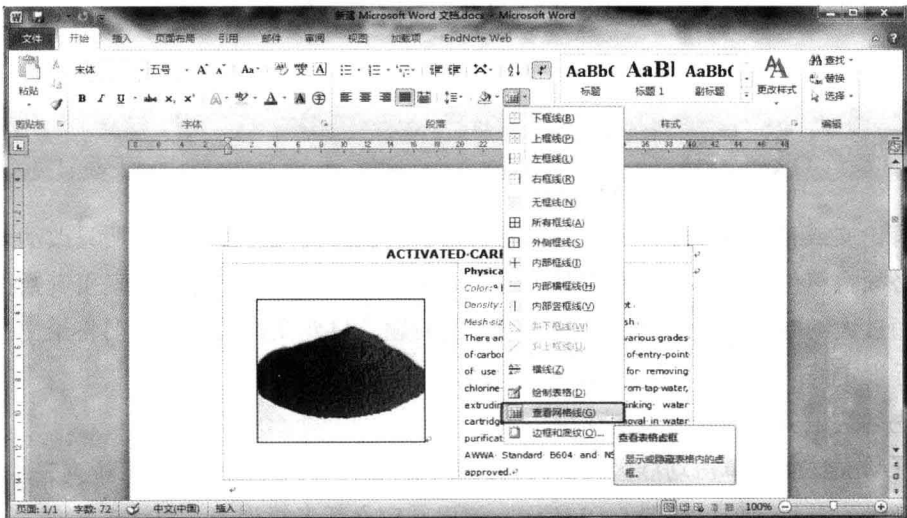 新建 Microsoft Word 文档.docx - Microsoft Word
文件 开始 插入 页面布局 引用 邮件 审阅 视图 加载项 EndNote Web
粘贴
宋体 五号
AaBbC AaBl AaBbC
标题 标题 1 副标题
更改样式
查找
替换
选择
剪贴板 字体 段落 样式 编辑
下框线(B)
上框线(P)
左框线(L)
右框线(R)
无框线(N)
所有框线(A)
外侧框线(S)
内部框线(I)
内部横框线(H)
内部竖框线(V)
斜下框线(W)
斜上框线(U)
横线(Z)
绘制表格(D)
查看网格线(G)
边框和底纹(O)...
查看表格虚框
显示或隐藏表格内的虚框。
ACTIVATED CAR
Physica
Color:
Density:
Mesh siz sh
There an various grades
of carbo of-entry-point
of use for removing
chlorine rom tap water,
extrudin inking water
cartridg oval in water
purificat
AWWA Standard B604 and NS
approved.
页面: 1/1 字数: 72 中文(中国) 插入 100%